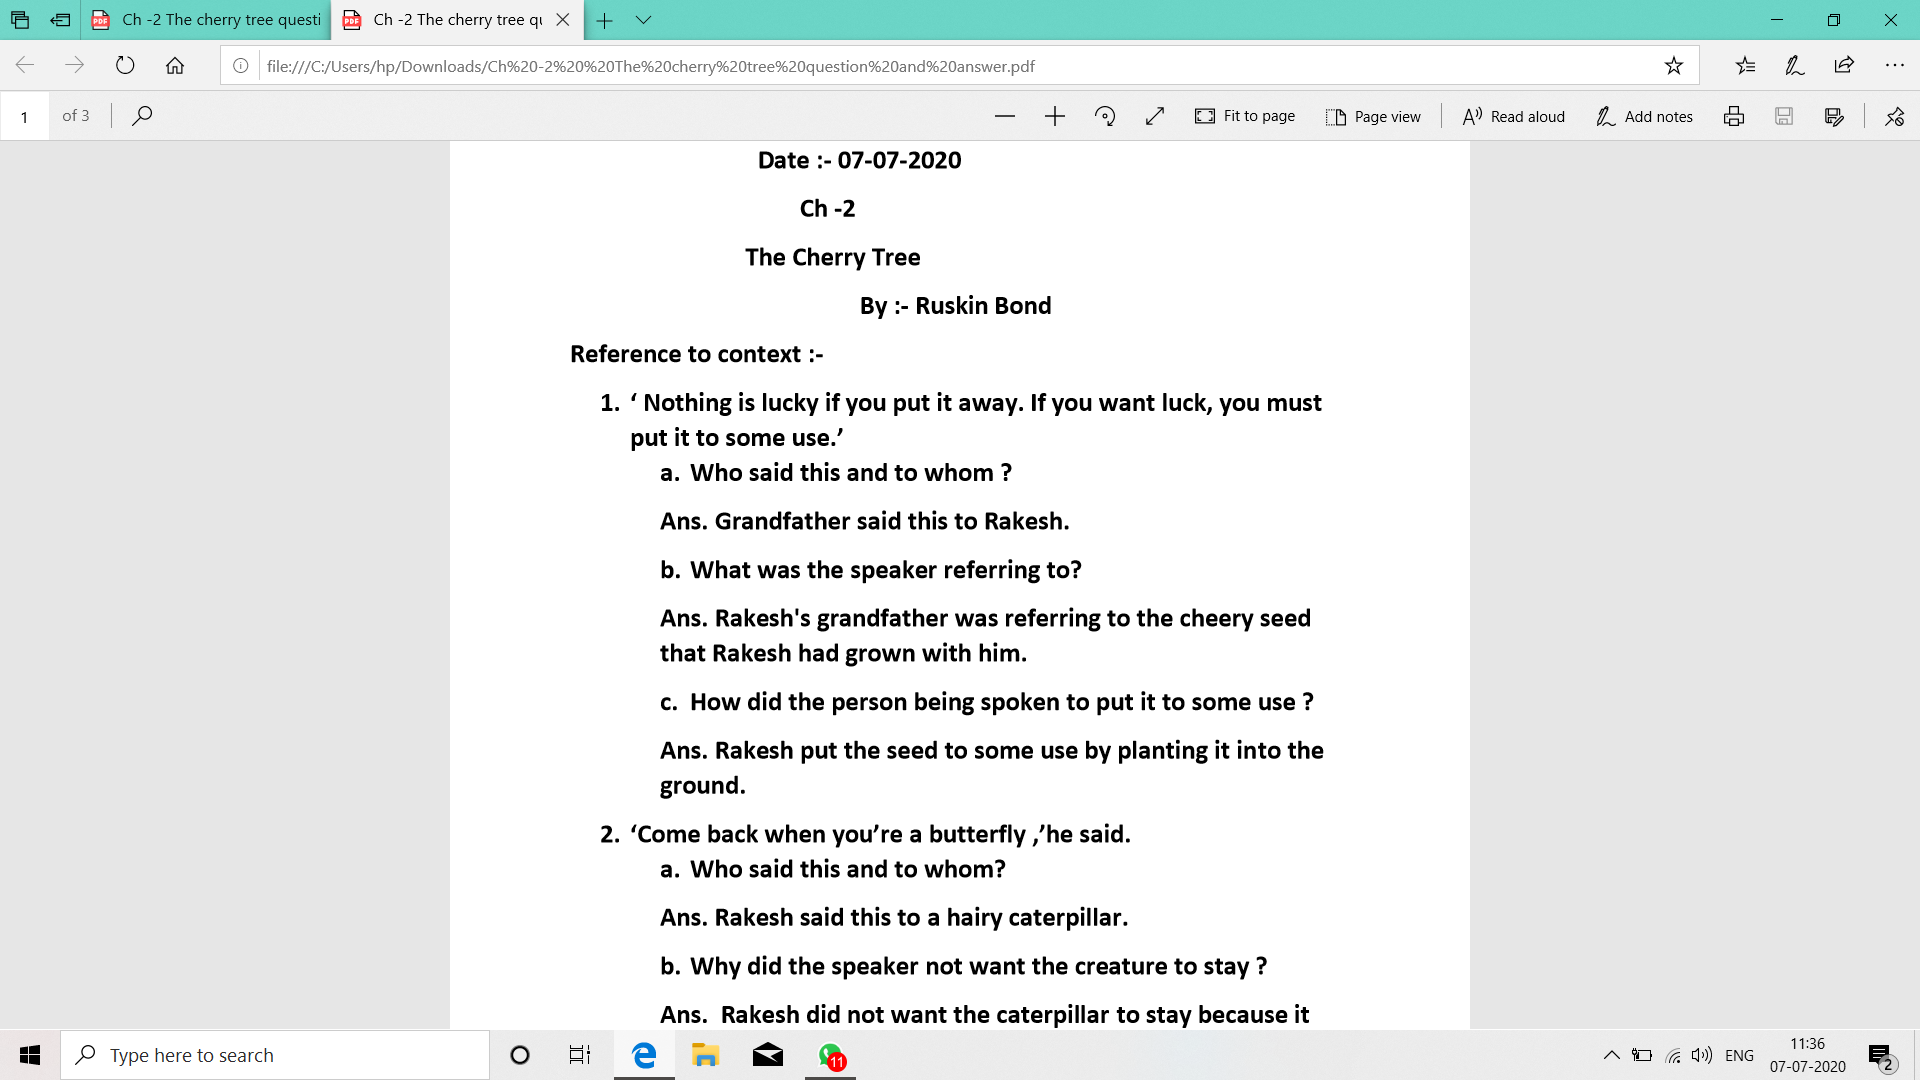 Ch -2 The cherry tree questi
Ch -2 The cherry tree qu
file:///C:/Users/hp/Downloads/Ch%20-2%20%20The%20cherry%20tree%20question%20and%20answer.pdf
1 of 3
Fit to page
Page view
Read aloud
Add notes
Date :- 07-07-2020
Ch -2
The Cherry Tree
By :- Ruskin Bond
Reference to context :-
1. ‘ Nothing is lucky if you put it away. If you want luck, you must
put it to some use.’
a. Who said this and to whom ?
Ans. Grandfather said this to Rakesh.
b. What was the speaker referring to?
Ans. Rakesh's grandfather was referring to the cheery seed
that Rakesh had grown with him.
c. How did the person being spoken to put it to some use ?
Ans. Rakesh put the seed to some use by planting it into the
ground.
2. ‘Come back when you’re a butterfly ,’he said.
a. Who said this and to whom?
Ans. Rakesh said this to a hairy caterpillar.
b. Why did the speaker not want the creature to stay ?
Ans. Rakesh did not want the caterpillar to stay because it
Type here to search
11
ENG
11:36
07-07-2020
2